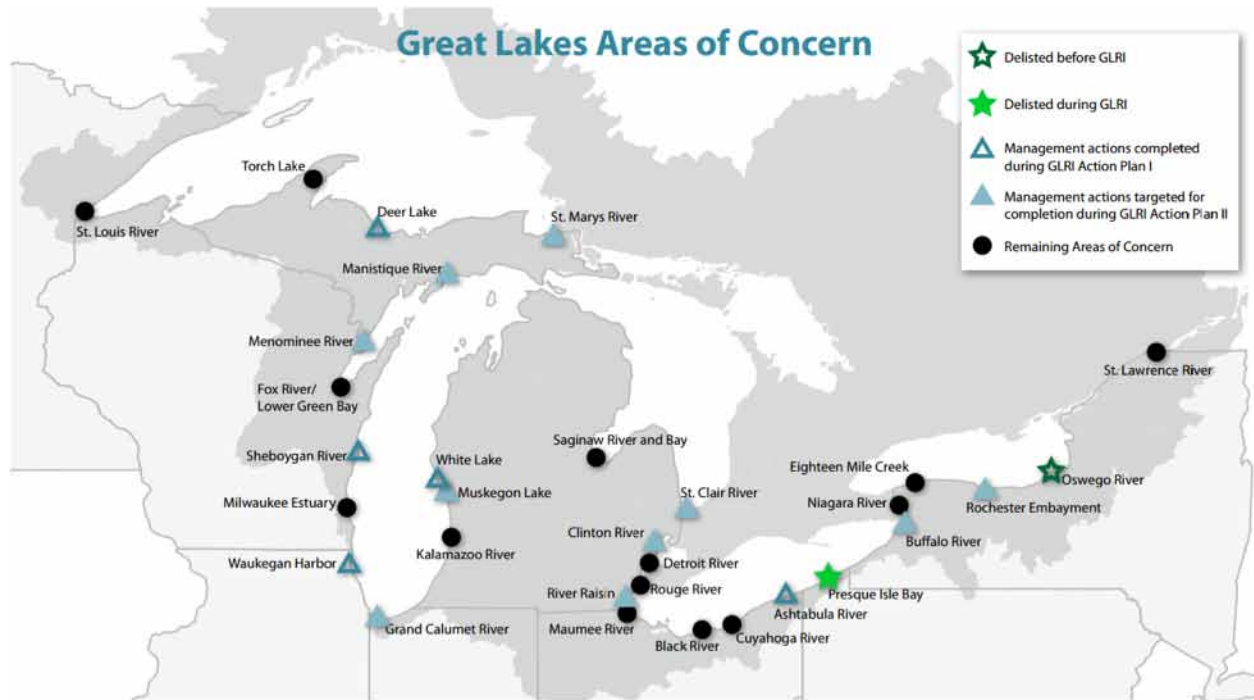 Great Lakes Areas of Concern
Delisted before GLRI
Delisted during GLRI
Management actions completed
during GLRI Action Plan I
Management actions targeted for
completion during GLRI Action Plan II
Remaining Areas of Concern
Torch Lake
St. Louis River
Deer Lake
St. Marys River
Manistique River
Menominee River
Fox River/
Lower Green Bay
St. Lawrence River
Sheboygan River
White Lake
Saginaw River and Bay
Eighteen Mile Creek
Oswego River
Milwaukee Estuary
Muskegon Lake
St. Clair River
Niagara River
Rochester Embayment
Clinton River
Buffalo River
Kalamazoo River
Waukegan Harbor
Detroit River
River Raisin
Rouge River
Presque Isle Bay
Ashtabula River
Grand Calumet River
Maumee River
Black River
Cuyahoga River